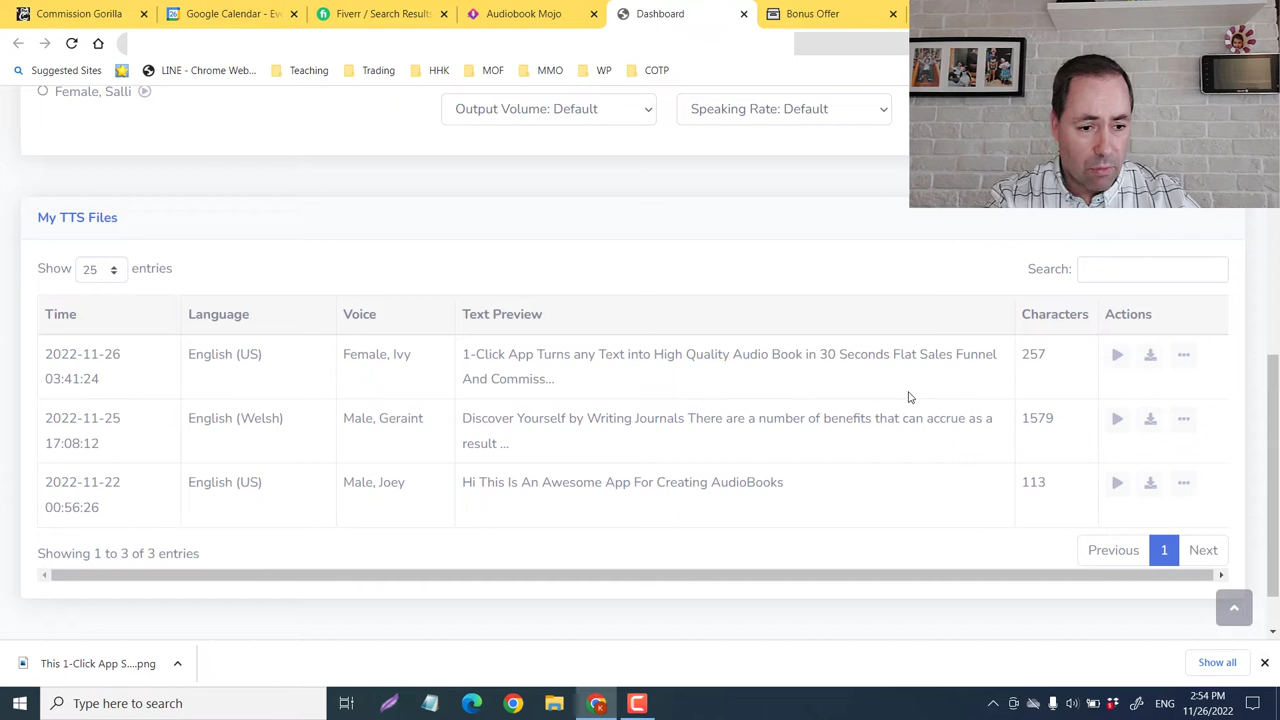 Commission Gorilla
Google Calendar - Eve
Fiverr / Search Results
Audiobook Mojo
Dashboard
Bonus Offer
Suggested Sites
LINE - Chrome Web...
Teaching
Trading
HHK
MOF
MMO
WP
COTP
Female, Salli
Output Volume: Default
Speaking Rate: Default
My TTS Files
Show 25 entries
Search:
Time
Language
Voice
Text Preview
Characters
Actions
2022-11-26
03:41:24
English (US)
Female, Ivy
1-Click App Turns any Text into High Quality Audio Book in 30 Seconds Flat Sales Funnel
And Commiss...
257
2022-11-25
17:08:12
English (Welsh)
Male, Geraint
Discover Yourself by Writing Journals There are a number of benefits that can accrue as a
result ...
1579
2022-11-22
00:56:26
English (US)
Male, Joey
Hi This Is An Awesome App For Creating AudioBooks
113
Showing 1 to 3 of 3 entries
Previous
1
Next
This 1-Click App S....png
Show all
Type here to search
ENG
2:54 PM
11/26/2022